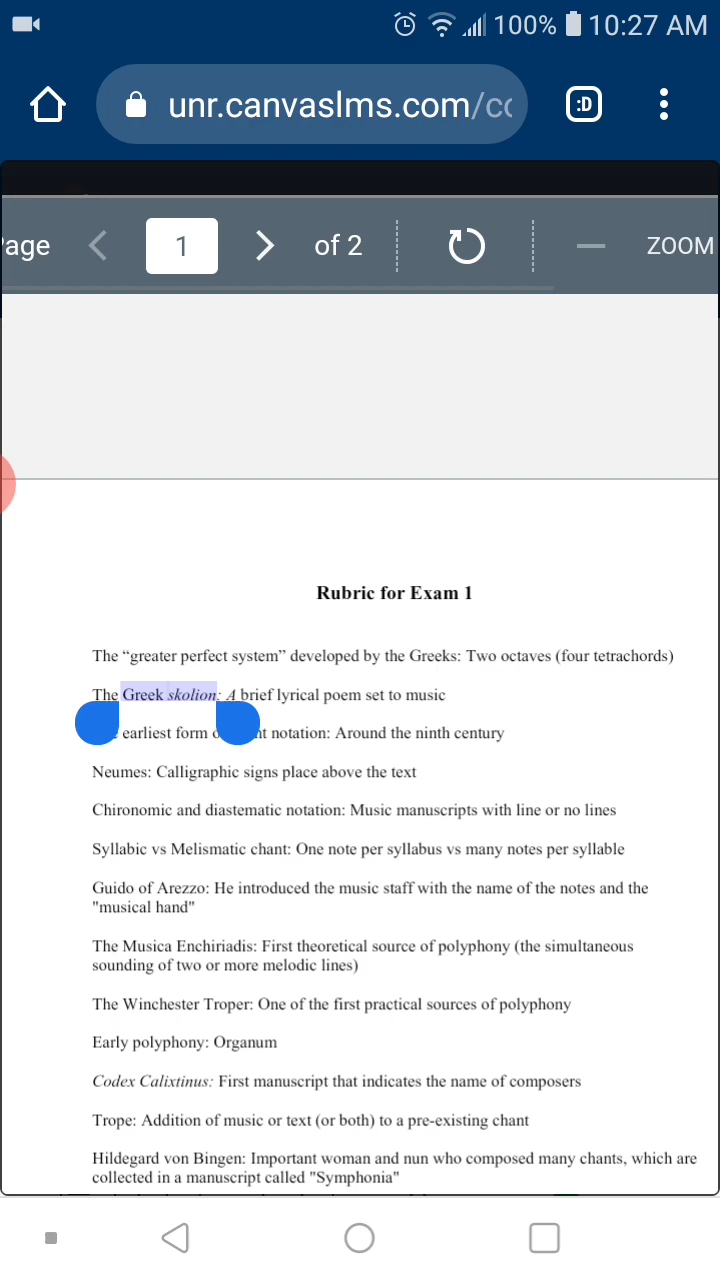 100% 10:27 AM
unr.canvaslms.com/cc
:D
age 1 of 2 ZOOM
Rubric for Exam 1
The “greater perfect system” developed by the Greeks: Two octaves (four tetrachords)
The Greek skolion: A brief lyrical poem set to music
earliest form o nt notation: Around the ninth century
Neumes: Calligraphic signs place above the text
Chironomic and diastematic notation: Music manuscripts with line or no lines
Syllabic vs Melismatic chant: One note per syllabus vs many notes per syllable
Guido of Arezzo: He introduced the music staff with the name of the notes and the
"musical hand"
The Musica Enchiriadis: First theoretical source of polyphony (the simultaneous
sounding of two or more melodic lines)
The Winchester Troper: One of the first practical sources of polyphony
Early polyphony: Organum
Codex Calixtinus: First manuscript that indicates the name of composers
Trope: Addition of music or text (or both) to a pre-existing chant
Hildegard von Bingen: Important woman and nun who composed many chants, which are
collected in a manuscript called "Symphonia"